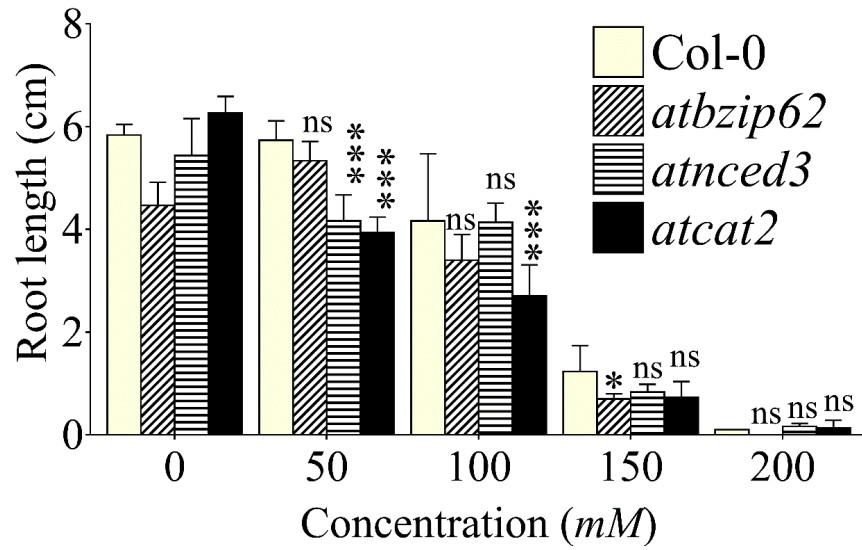 8
6
4
2
0
Root length (cm)
Col-0
atbzip62
atnced3
atcat2
ns
***
***
ns
ns
***
*
ns
ns
ns
ns
ns
0 50 100 150 200
Concentration (mM)